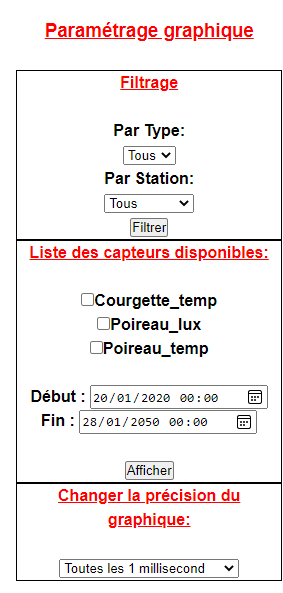 Paramétrage graphique
Filtrage
Par Type:
Tous
Par Station:
Tous
Filtrer
Liste des capteurs disponibles:
Courgette_temp
Poireau_lux
Poireau_temp
Début : 20/01/2020 00:00
Fin : 28/01/2050 00:00
Afficher
Changer la précision du
graphique:
Toutes les 1 millisecond